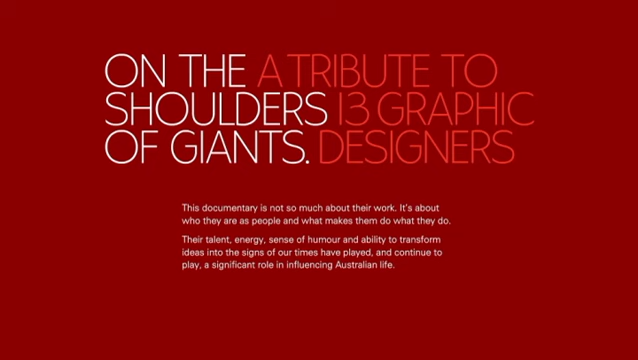 ON THE A TRIBUTE TO
SHOULDERS 13 GRAPHIC
OF GIANTS. DESIGNERS
This documentary is not so much about their work. It's about
who they are as people and what makes them do what they do.
Their talent, energy, sense of humour and ability to transform
ideas into the signs of our times have played, and continue to
play, a significant role in influencing Australian life.